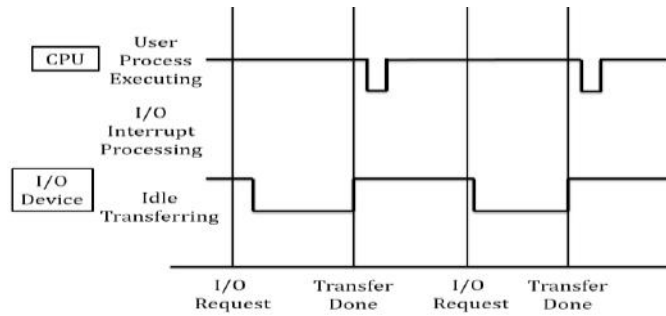 CPU
User
Process
Executing
I/O
Interrupt
Processing
I/O
Device
Idle
Transferring
I/O
Request
Transfer
Done
I/O
Request
Transfer
Done